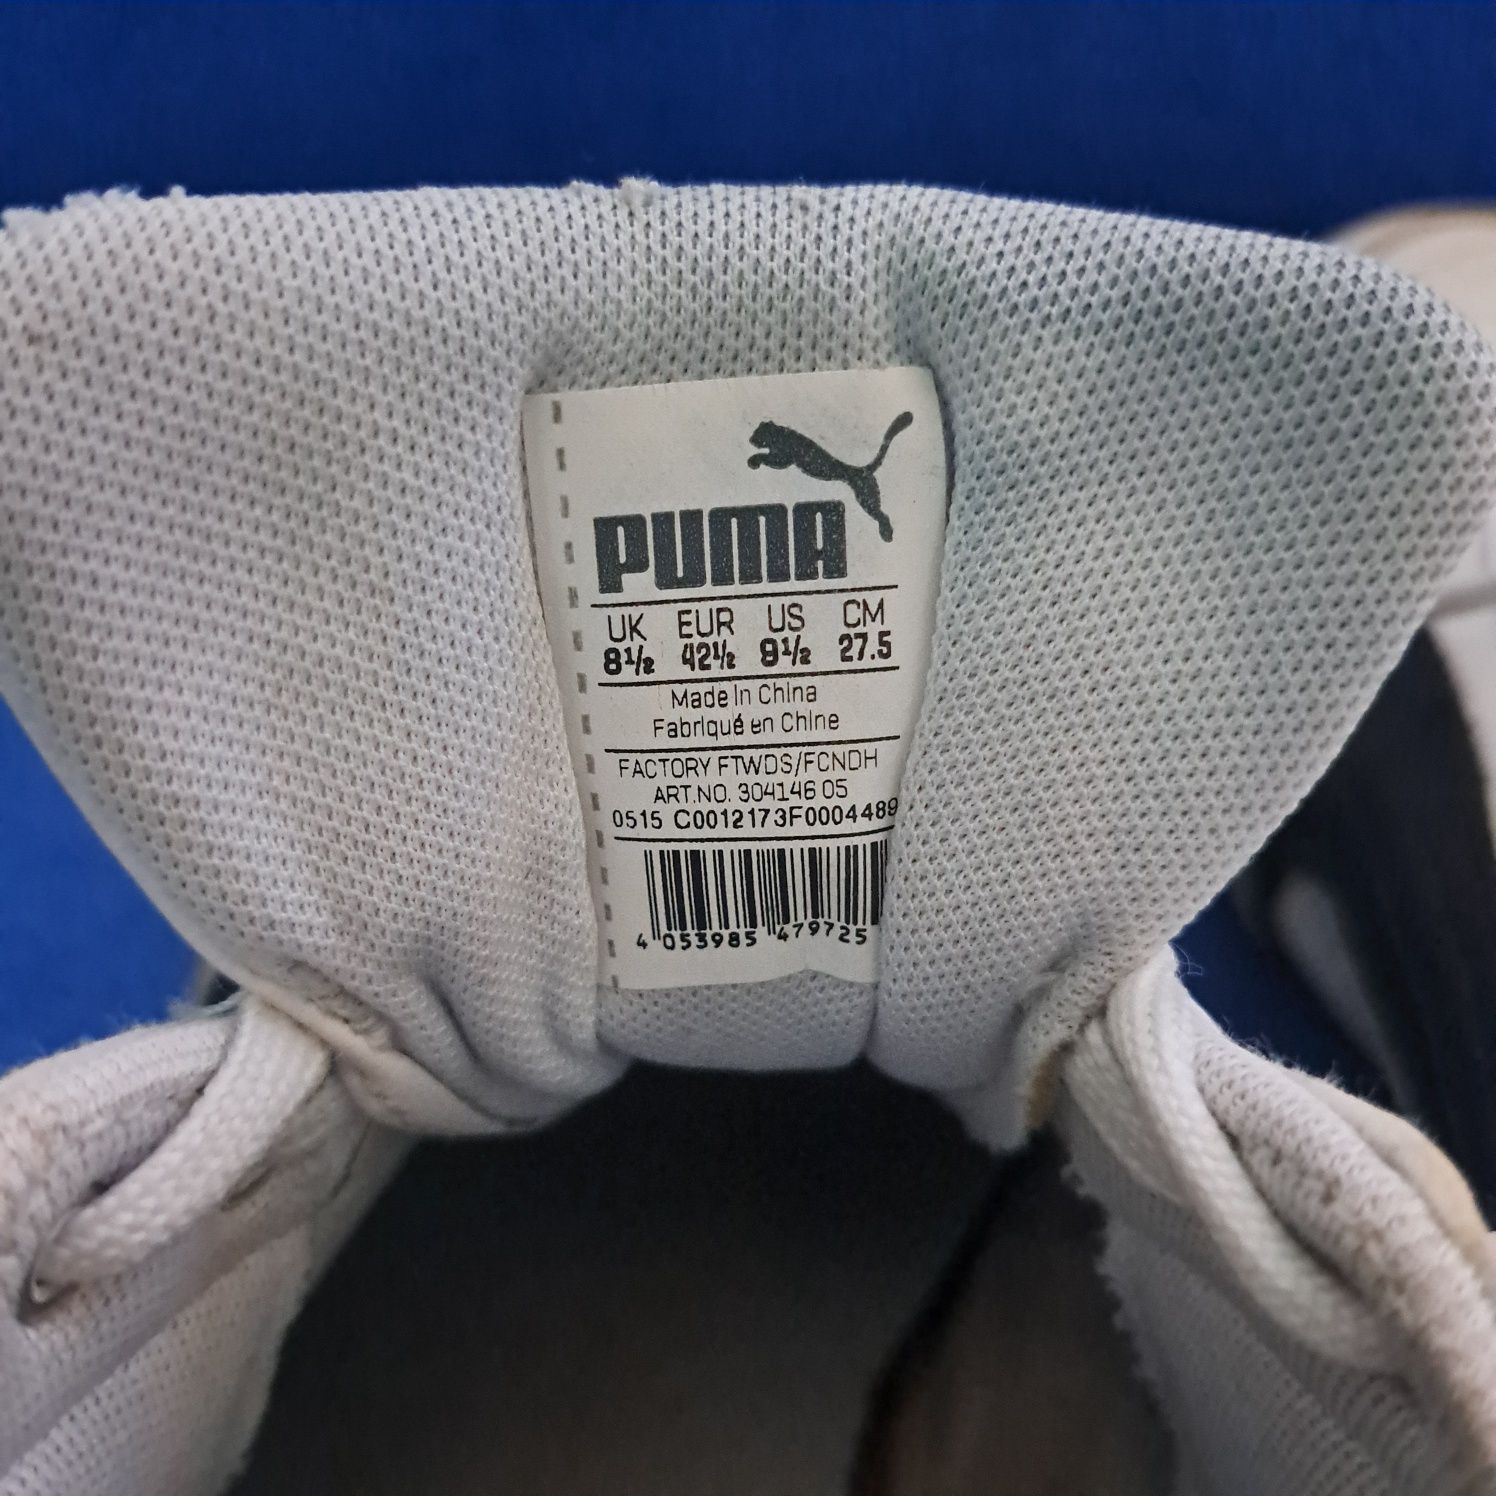 PUMA
UK EUR US CM
8½ 42½ 9½ 27.5
Made in China
Fabriqué en Chine
FACTORY FTWDS/FCNDH
ART.NO. 304146 05
0515 C0012173F0004489
4 053985 479725